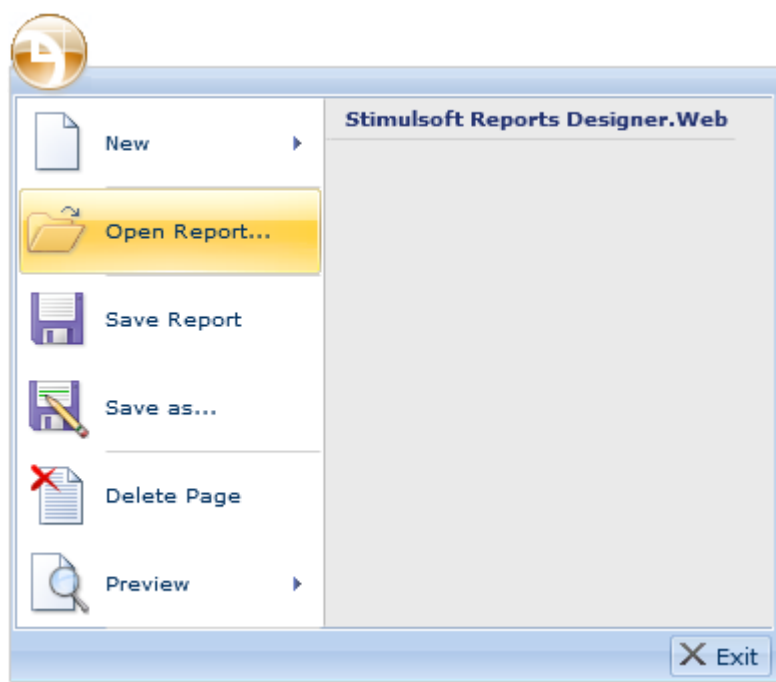 New
Open Report...
Save Report
Save as...
Delete Page
Preview
Stimulsoft Reports Designer.Web
Exit